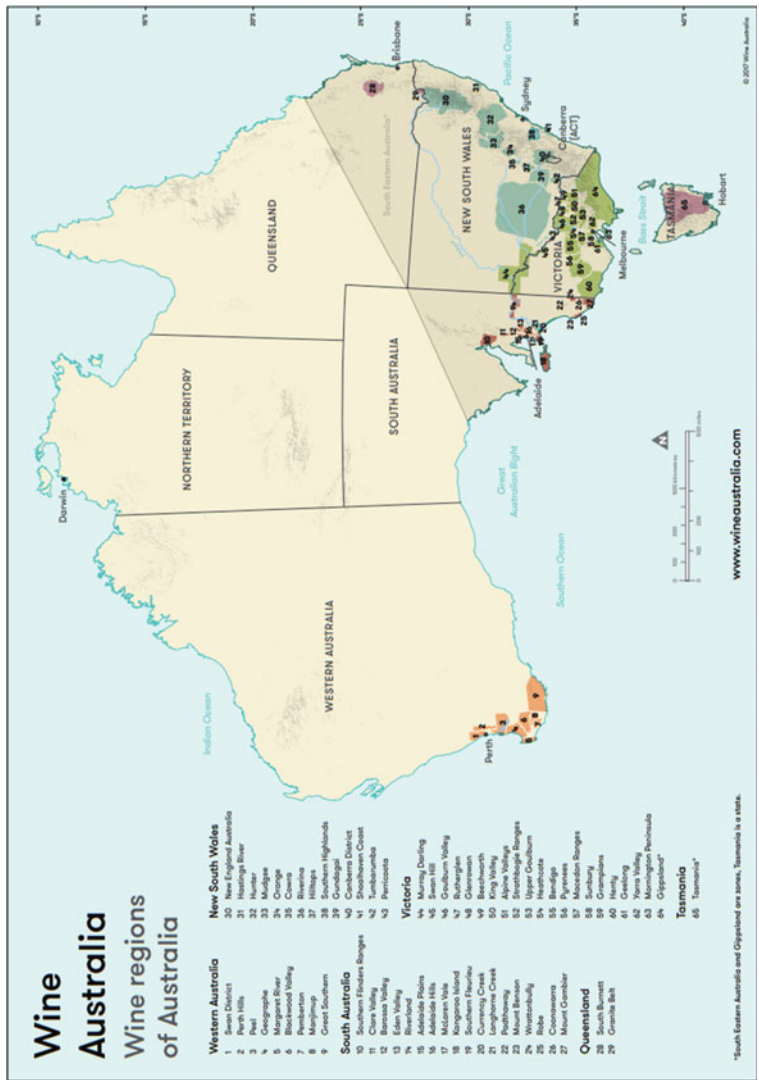 Wine
Australia
Wine regions
of Australia
Western Australia
1 Swan District
2 Perth Hills
3 Peel
4 Geographe
5 Margaret River
6 Blackwood Valley
7 Pemberton
8 Manjimup
9 Great Southern
South Australia
10 Southern Flinders Ranges
11 Clare Valley
12 Barossa Valley
13 Eden Valley
14 Riverland
15 Adelaide Plains
16 Adelaide Hills
17 McLaren Vale
18 Kangaroo Island
19 Southern Fleurieu
20 Currency Creek
21 Langhorne Creek
22 Padthaway
23 Mount Benson
24 Wrattonbully
25 Robe
26 Coonawarra
27 Mount Gambier
Queensland
28 South Burnett
29 Granite Belt
New South Wales
30 New England Australia
31 Hastings River
32 Hunter
33 Mudgee
34 Orange
35 Cowra
36 Riverina
37 Hilltops
38 Southern Highlands
39 Gundagai
40 Canberra District
41 Shoalhaven Coast
42 Tumbarumba
43 Perricoota
Victoria
44 Murray Darling
45 Swan Hill
46 Goulburn Valley
47 Rutherglen
48 Glenrowan
49 Beechworth
50 King Valley
51 Alpine Valleys
52 Strathbogie Ranges
53 Upper Goulburn
54 Heathcote
55 Bendigo
56 Pyrenees
57 Macedon Ranges
58 Sunbury
59 Grampians
60 Henty
61 Geelong
62 Yarra Valley
63 Mornington Peninsula
64 Gippsland*
Tasmania
65 Tasmania*
*South Eastern Australia and Gippsland are zones, Tasmania is a state.
Indian Ocean
Darwin
NORTHERN TERRITORY
QUEENSLAND
WESTERN AUSTRALIA
SOUTH AUSTRALIA
South Eastern Australia*
Brisbane
NEW SOUTH WALES
Pacific Ocean
Sydney
Canberra
(ACT)
VICTORIA
Melbourne
Bass Strait
TASMANIA
Hobart
Perth
Adelaide
Great
Australian Bight
Southern Ocean
N
www.wineaustralia.com
© 2017 Wine Australia
10°S
15°S
20°S
25°S
30°S
35°S
40°S